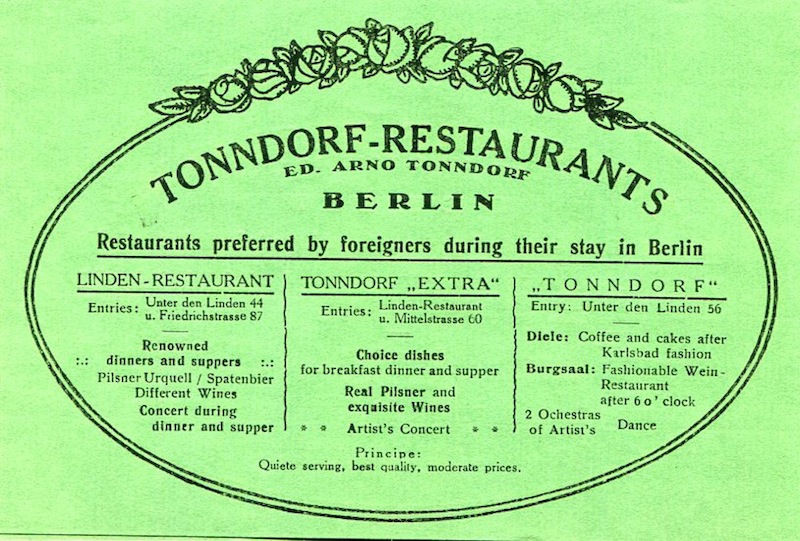 TONNDORF-RESTAURANTS
ED. ARNO TONNDORF
BERLIN
Restaurants preferred by foreigners during their stay in Berlin
LINDEN-RESTAURANT
Entries: Unter den Linden 44
u. Friedrichstrasse 87
Renowned
:.: dinners and suppers :.:
Pilsner Urquell / Spatenbier
Different Wines
Concert during
dinner and supper
TONNDORF „EXTRA“
Entries: Linden-Restaurant
u. Mittelstrasse 60
Choice dishes
for breakfast dinner and supper
Real Pilsner and
exquisite Wines
* * Artist's Concert * *
„TONNDORF“
Entry: Unter den Linden 56
Diele: Coffee and cakes after
Karlsbad fashion
Burgsaal: Fashionable Wein-
Restaurant
after 6 o' clock
2 Ochestras
of Artist's Dance
Principe:
Quiete serving, best quality, moderate prices.